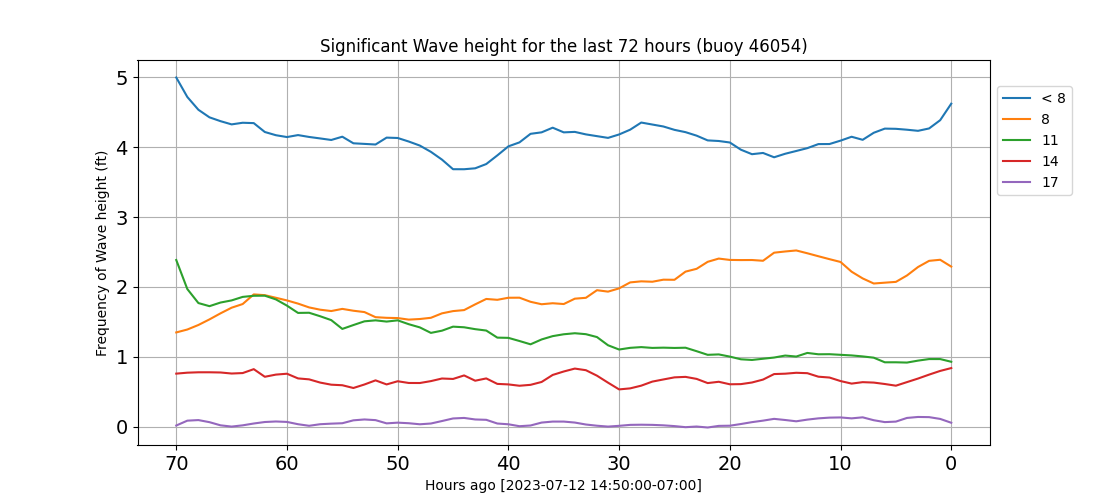 Significant Wave height for the last 72 hours (buoy 46054)
Frequency of Wave height (ft)
5
4
3
2
1
0
70 60 50 40 30 20 10 0
Hours ago [2023-07-12 14:50:00-07:00]
< 8
8
11
14
17